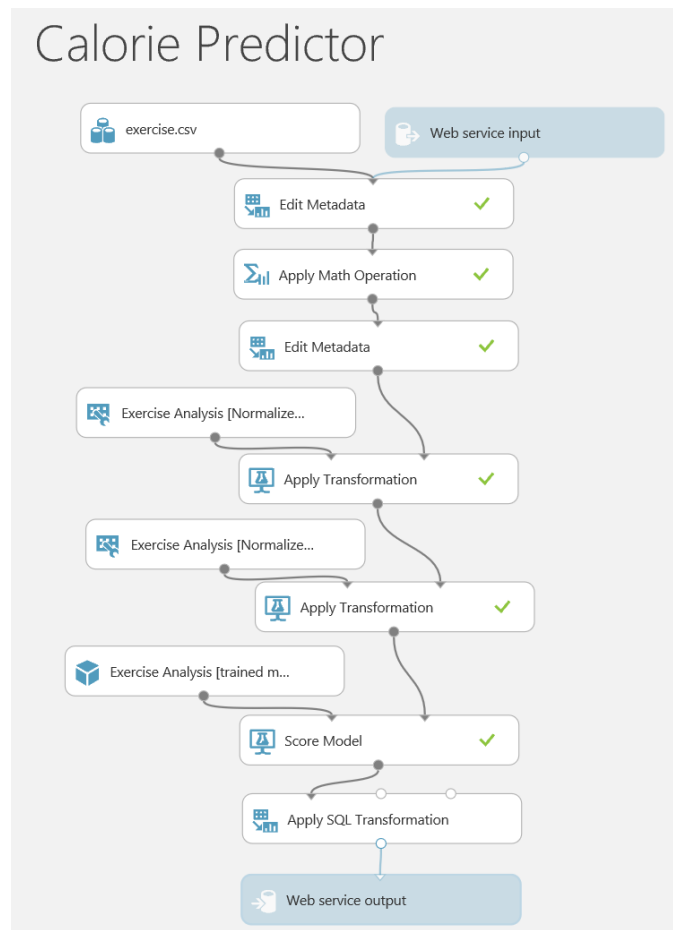 Calorie Predictor
exercise.csv
Web service input
Edit Metadata
Apply Math Operation
Edit Metadata
Exercise Analysis [Normalize...
Apply Transformation
Exercise Analysis [Normalize...
Apply Transformation
Exercise Analysis [trained m...
Score Model
Apply SQL Transformation
Web service output